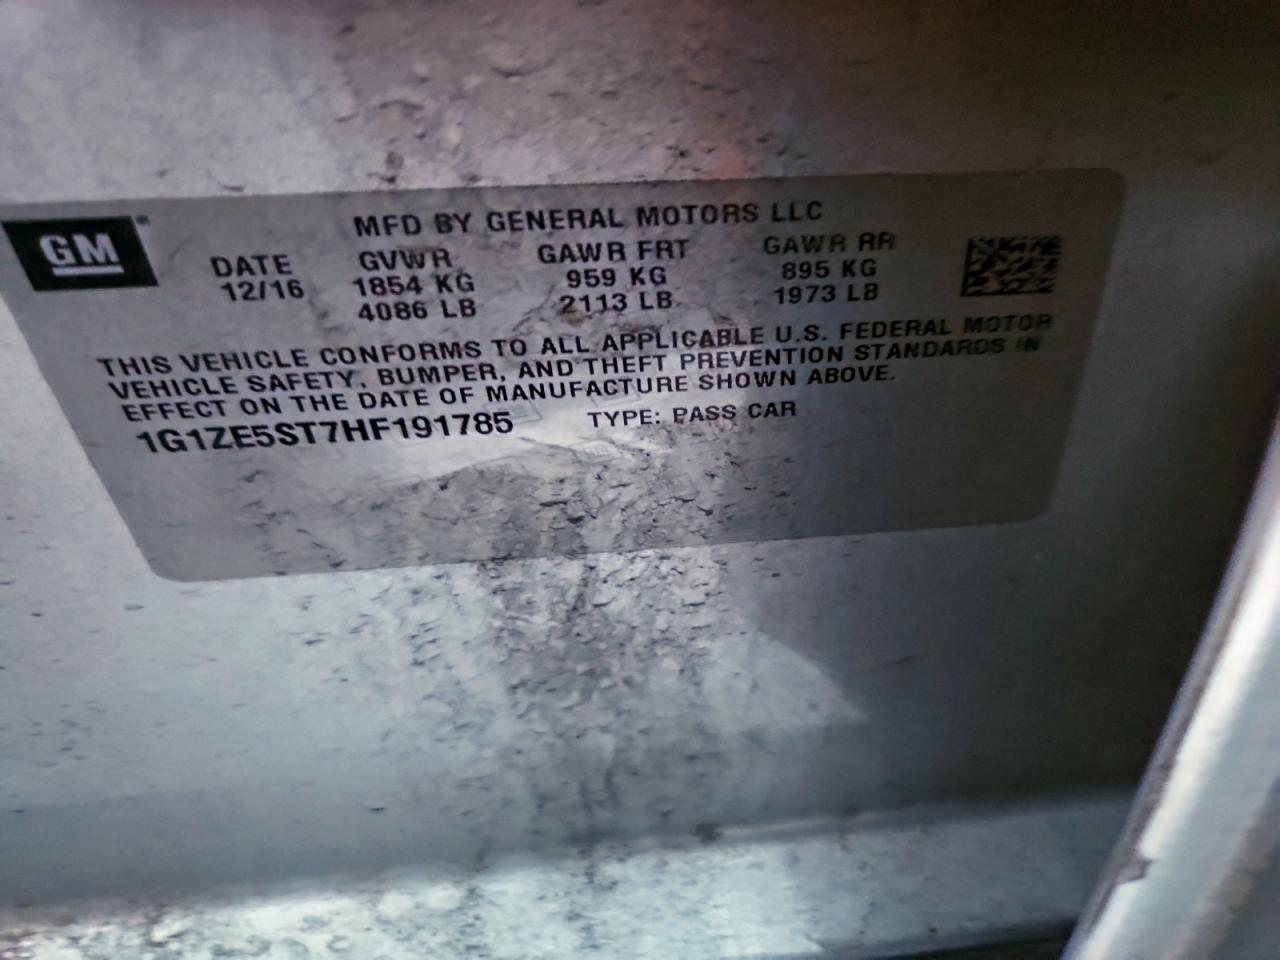 GM
MFD BY GENERAL MOTORS LLC
DATE GVWR GAWR FRT GAWR RR
12/16 1854 KG 959 KG 895 KG
4086 LB 2113 LB 1973 LB
THIS VEHICLE CONFORMS TO ALL APPLICABLE U.S. FEDERAL MOTOR
VEHICLE SAFETY, BUMPER, AND THEFT PREVENTION STANDARDS IN
EFFECT ON THE DATE OF MANUFACTURE SHOWN ABOVE.
1G1ZE5ST7HF191785 TYPE: PASS CAR